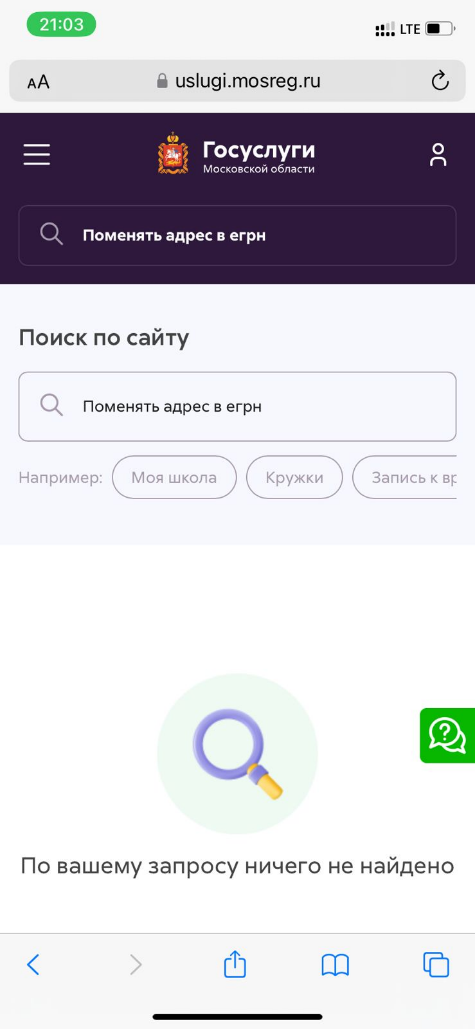 21:03
LTE
AA
uslugi.mosreg.ru
Госуслуги
Московской области
Поменять адрес в егрн
Поиск по сайту
Поменять адрес в егрн
Например: Моя школа Кружки Запись к вр
?
По вашему запросу ничего не найдено